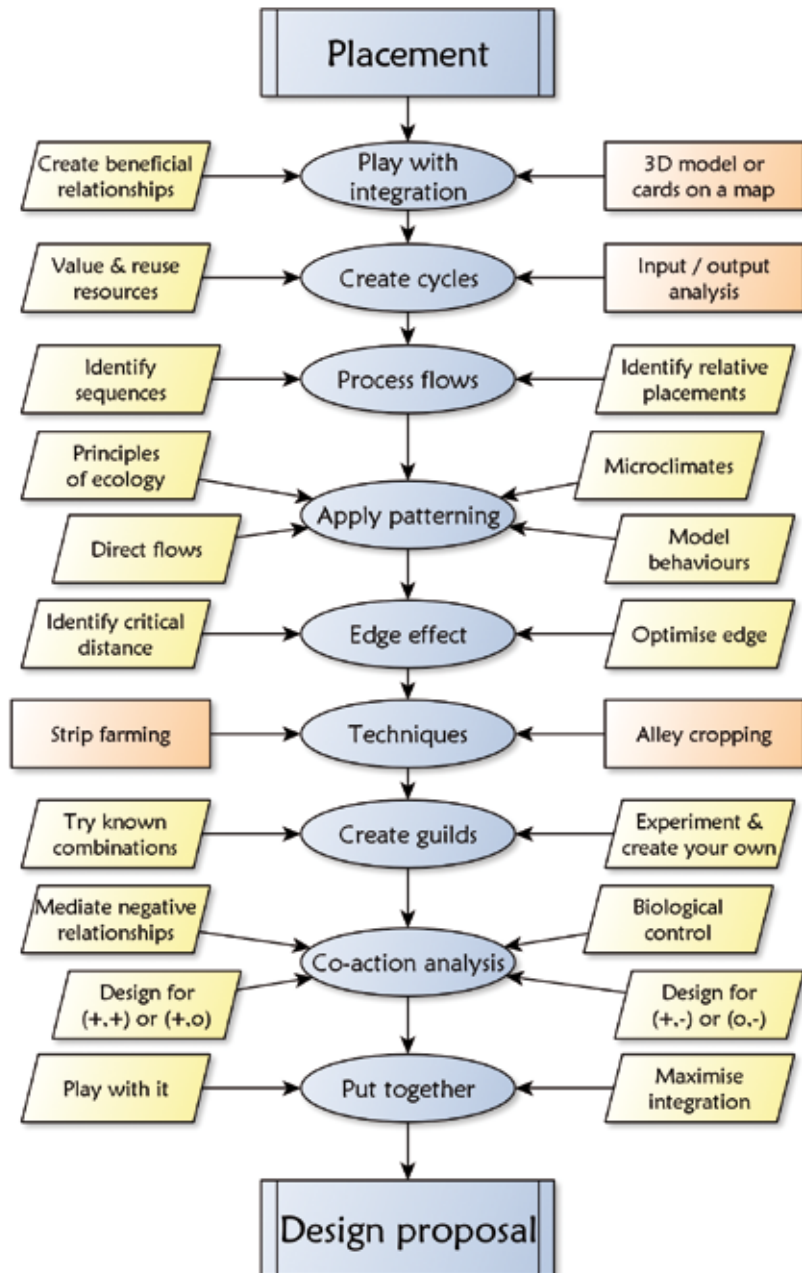 Placement
Create beneficial
relationships
Play with
integration
3D model or
cards on a map
Value & reuse
resources
Create cycles
Input / output
analysis
Identify
sequences
Process flows
Identify relative
placements
Principles
of ecology
Microclimates
Apply patterning
Direct flows
Model
behaviours
Identify critical
distance
Edge effect
Optimise edge
Strip farming
Techniques
Alley cropping
Try known
combinations
Create guilds
Experiment &
create your own
Mediate negative
relationships
Biological
control
Co-action analysis
Design for
(+,+) or (+,o)
Design for
(+,-) or (o,-)
Play with it
Put together
Maximise
integration
Design proposal